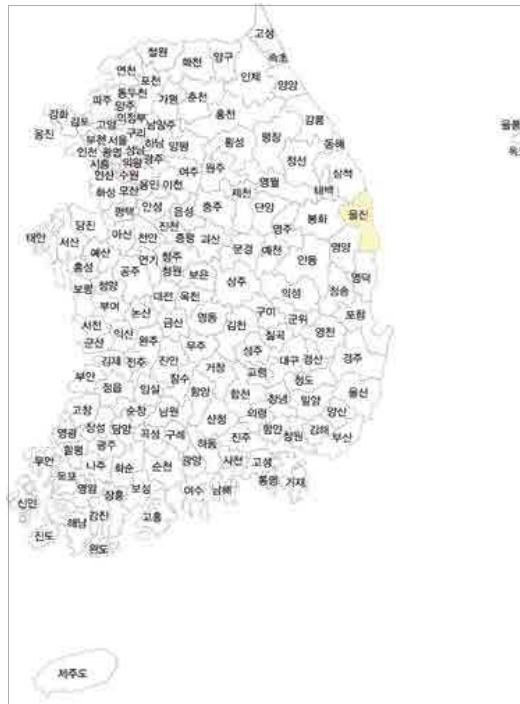 고성
철원 화천 양구 속초
연천 인제
포천 양양
동두천 가평 춘천
파주 양주
강화 의정부 홍천 강릉
김포 고양 남양주
옹진 구리 평창 동해
부천 서울 하남 양평 횡성
인천 광명 성남 정선
시흥 의왕 광주 여주 원주 삼척
안산 수원 영월 태백
화성 오산 용인 이천 제천
평택 안성 음성 충주 단양 봉화 울진
당진 진천 영주
태안 서산 아산 천안 증평 괴산 문경 예천 영양
예산 연기 청주 안동
홍성 공주 청원 보은 상주 영덕
보령 청양 의성 청송
대전 옥천
부여 논산 구미 포항
서천 금산 영동 김천 군위
익산 칠곡 영천
군산 완주 무주 성주
김제 전주 진안 거창 대구 경산 경주
부안 장수 고령
정읍 임실 함양 합천 청도 울산
고창 순창 남원 창녕 밀양
산청 의령 양산
영광 장성 담양 곡성 구례 함안 창원 김해 부산
함평 광주 하동 진주
무안 나주 화순 순천 광양 사천 고성
목포 통영 거제
신안 영암 장흥 보성 여수 남해
해남 강진 고흥
진도
완도
제주도